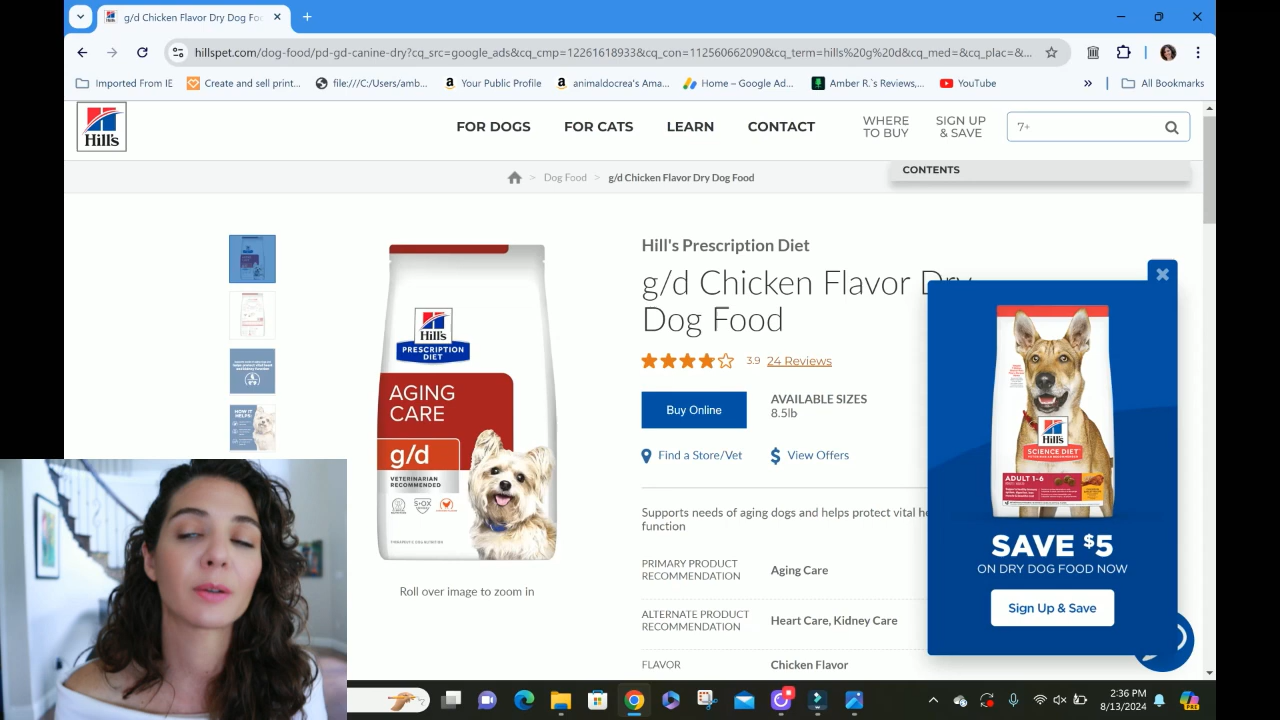 g/d Chicken Flavor Dry Dog Fo
hillspet.com/dog-food/pd-gd-canine-dry?cq_src=google_ads&cq_cmp=12261618933&cq_con=112560662090&cq_term=hills%20g%20d&cq_med=&cq_plac=&...
Imported From IE
Create and sell print...
file:///C:/Users/amb...
Your Public Profile
animaldocrea's Ama...
Home – Google Ad...
Amber R.`s Reviews,...
YouTube
»
All Bookmarks
Hill's
FOR DOGS
FOR CATS
LEARN
CONTACT
WHERE
TO BUY
SIGN UP
& SAVE
7+
Dog Food > g/d Chicken Flavor Dry Dog Food
CONTENTS
Hill's
PRESCRIPTION
DIET
AGING
CARE
g/d
VETERINARIAN
RECOMMENDED
Roll over image to zoom in
HOW IT
HELPS:
Hill's Prescription Diet
g/d Chicken Flavor Dry
Dog Food
3.9 24 Reviews
Buy Online
AVAILABLE SIZES
8.5lb
Find a Store/Vet
View Offers
Supports needs of aging dogs and helps protect vital
function
PRIMARY PRODUCT
RECOMMENDATION
Aging Care
ALTERNATE PRODUCT
RECOMMENDATION
Heart Care, Kidney Care
FLAVOR
Chicken Flavor
Hill's
SCIENCE DIET
ADULT 1-6
SAVE $5
ON DRY DOG FOOD NOW
Sign Up & Save
2:36 PM
8/13/2024